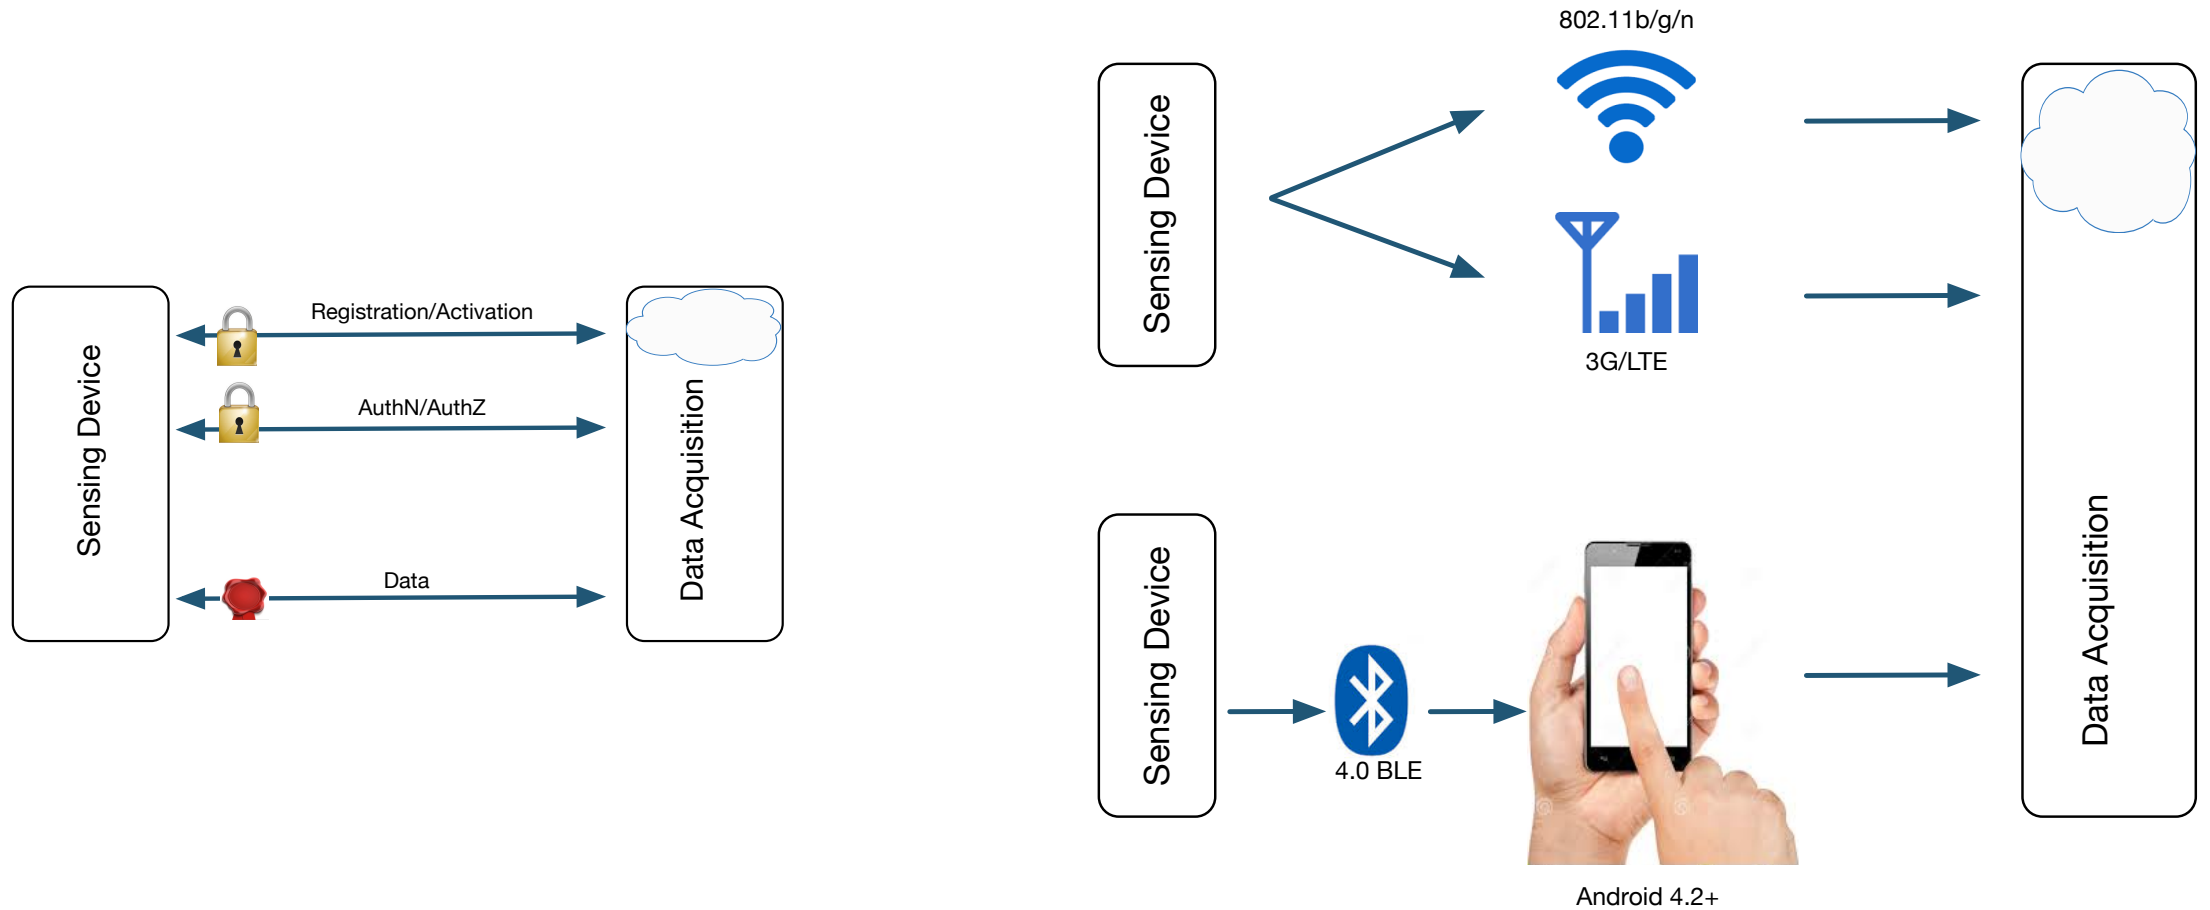 Sensing Device
Registration/Activation
AuthN/AuthZ
Data
Data Acquisition
Sensing Device
802.11b/g/n
3G/LTE
Sensing Device
4.0 BLE
Android 4.2+
Data Acquisition